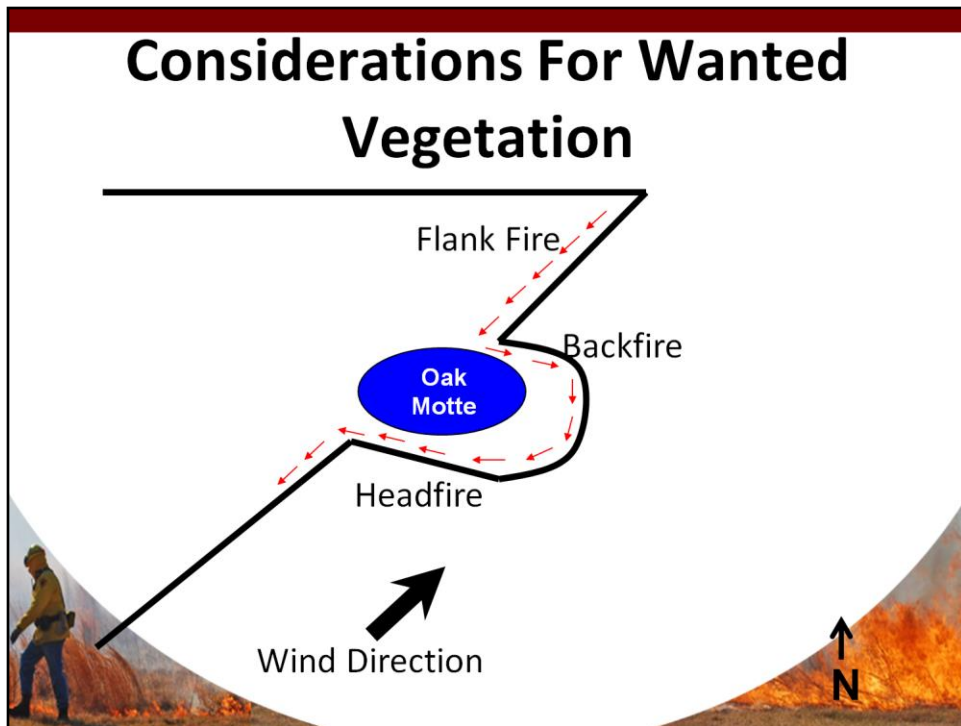 Considerations For Wanted
Vegetation
Flank Fire
Backfire
Oak
Motte
Headfire
Wind Direction
N